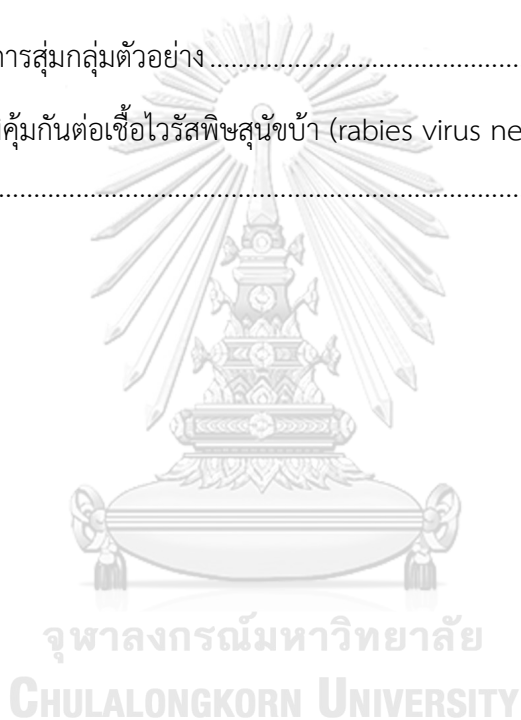 การสุ่มกลุ่มตัวอย่าง................................................
คุ้มกันต่อเชื้อไวรัสพิษสุนัขบ้า (rabies virus ne
................................................................................
จุฬาลงกรณ์มหาวิทยาลัย
CHULALONGKORN UNIVERSITY